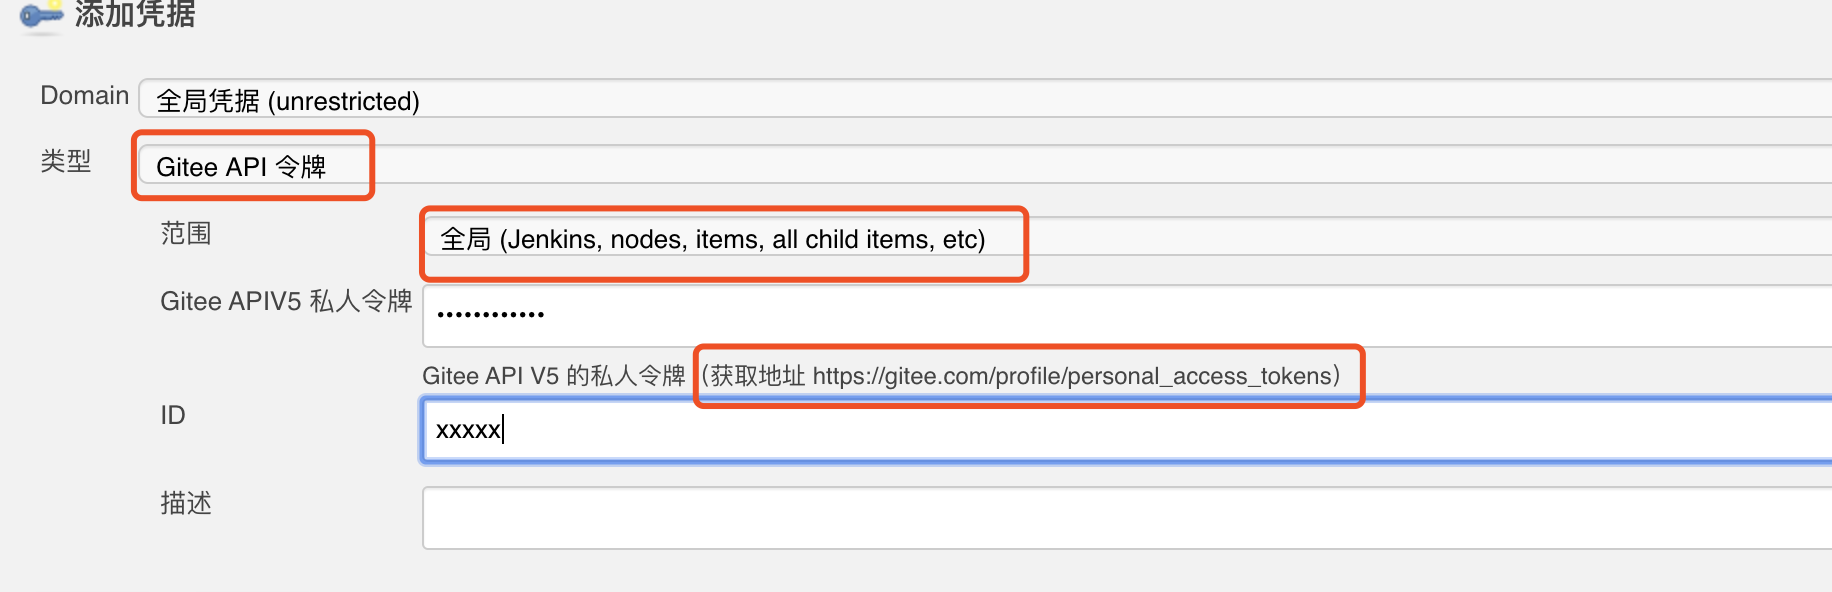 添加凭据
Domain 全局凭据 (unrestricted)
类型 Gitee API 令牌
范围 全局 (Jenkins, nodes, items, all child items, etc)
Gitee APIV5 私人令牌 ••••••••••••
Gitee API V5 的私人令牌 （获取地址 https://gitee.com/profile/personal_access_tokens）
ID xxxxx
描述